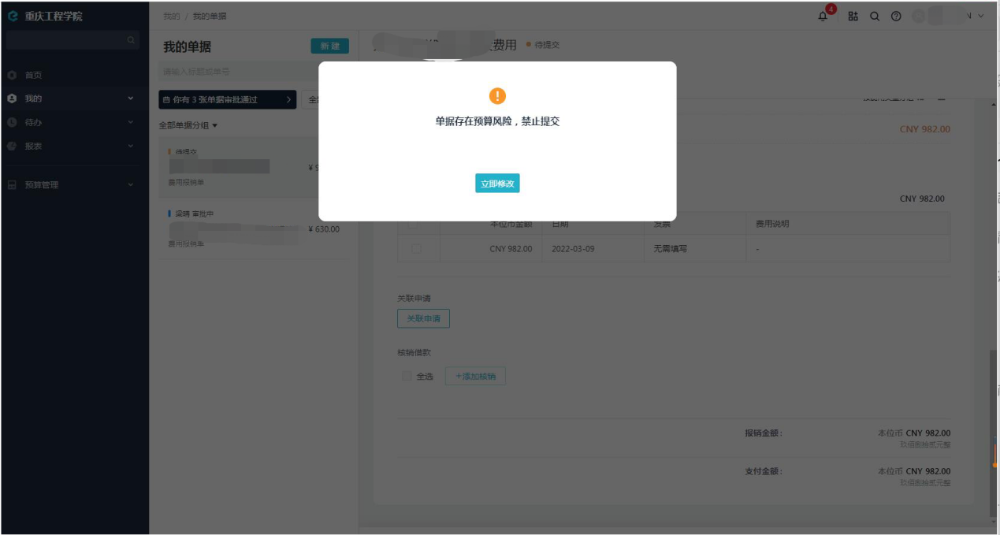 重庆工程学院
我的 / 我的单据
4
我的单据
新建
费用
待提交
请输入标题或单号
首页
我的
待办
报表
预算管理
你有 3 张单据审批通过
全部单据分组
待提交
¥ 9
费用报销单
梁晴 审批中
¥ 630.00
费用报销单
单据存在预算风险，禁止提交
立即修改
CNY 982.00
CNY 982.00
本位币金额 日期 发票 费用说明
CNY 982.00 2022-03-09 无需填写 -
关联申请
关联申请
核销借款
全选
+添加核销
报销金额： 本位币 CNY 982.00
玖佰捌拾贰元整
支付金额： 本位币 CNY 982.00
玖佰捌拾贰元整